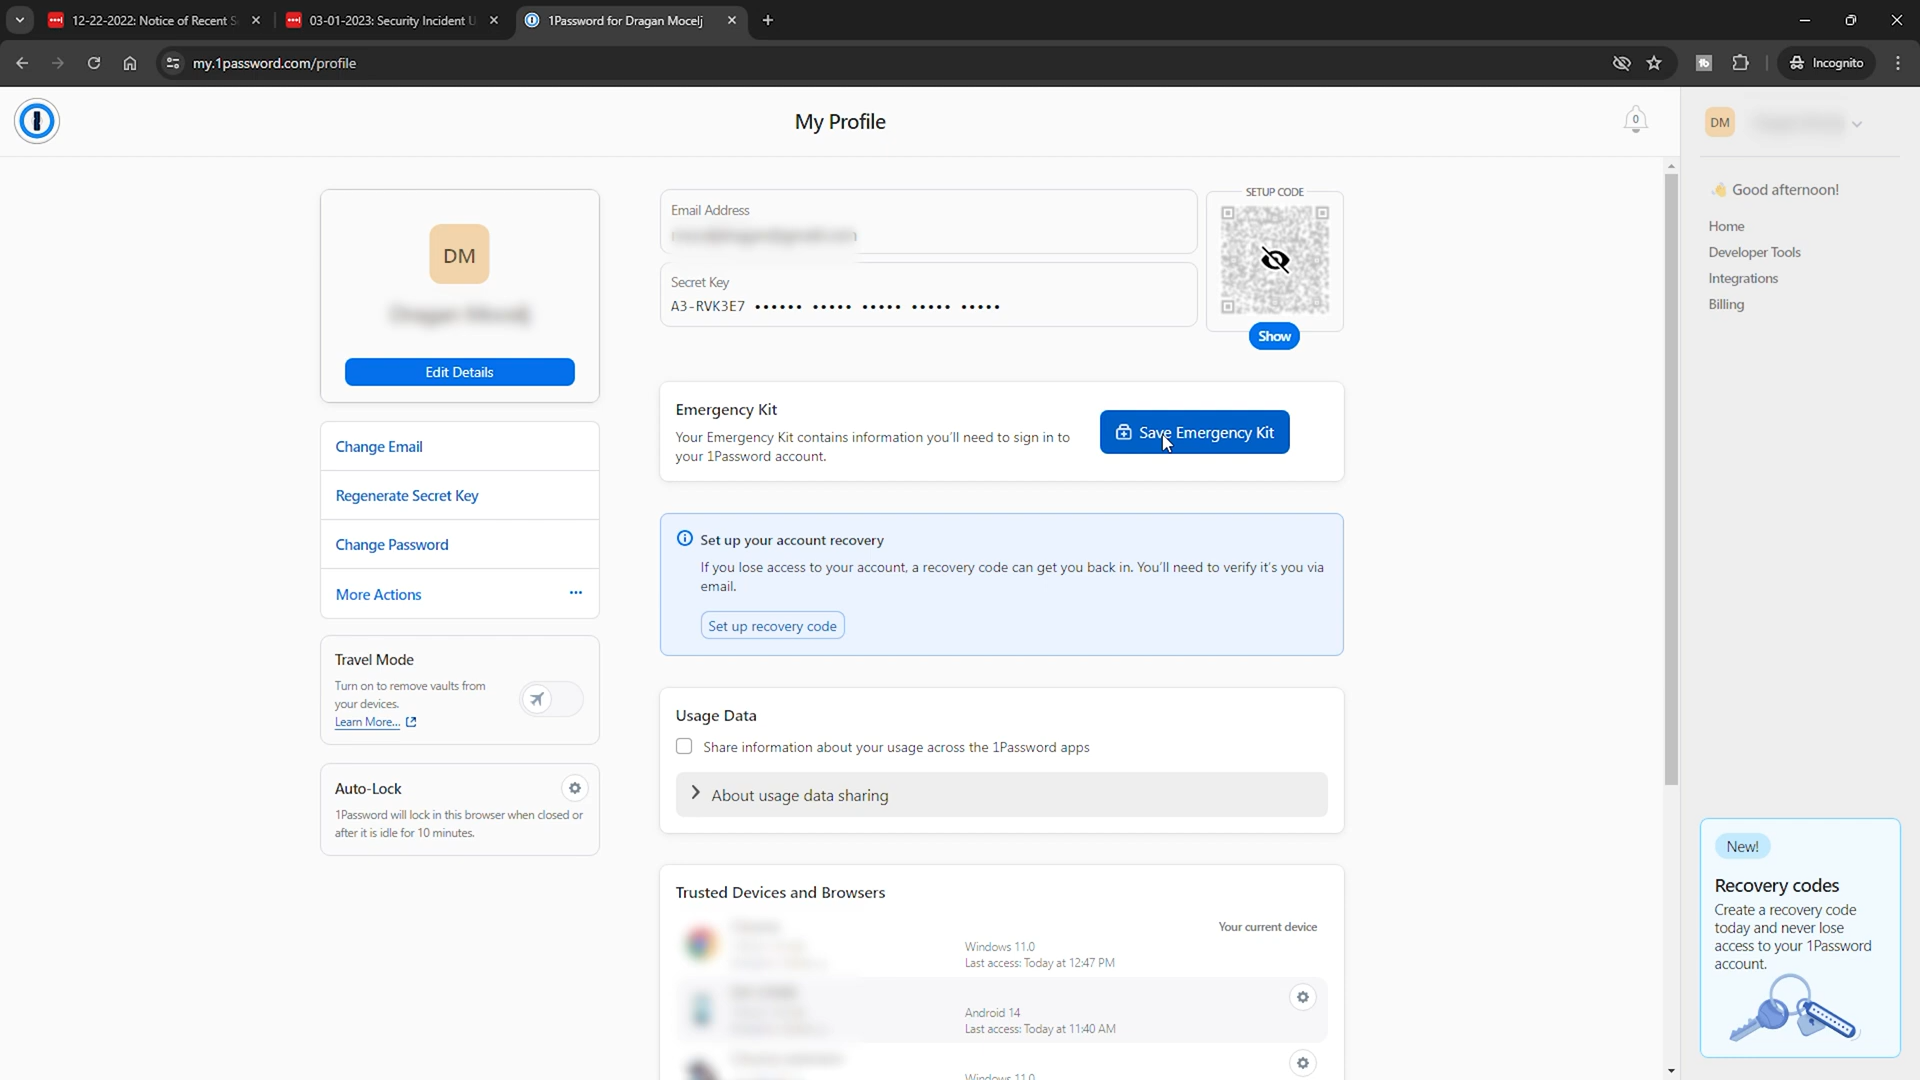 12-22-2022: Notice of Recent S
03-01-2023: Security Incident U
1Password for Dragan Mocelj
my.1password.com/profile
Incognito
My Profile
0
DM
DM
Edit Details
Change Email
Regenerate Secret Key
Change Password
More Actions
Travel Mode
Turn on to remove vaults from
your devices.
Learn More...
Auto-Lock
1Password will lock in this browser when closed or
after it is idle for 10 minutes.
Email Address
Secret Key
A3-RVK3E7 •••••• ••••• ••••• ••••• •••••
SETUP CODE
Show
Emergency Kit
Your Emergency Kit contains information you'll need to sign in to
your 1Password account.
Save Emergency Kit
Set up your account recovery
If you lose access to your account, a recovery code can get you back in. You'll need to verify it's you via
email.
Set up recovery code
Usage Data
Share information about your usage across the 1Password apps
About usage data sharing
Trusted Devices and Browsers
Your current device
Windows 11.0
Last access: Today at 12:47 PM
Android 14
Last access: Today at 11:40 AM
Windows 11.0
Good afternoon!
Home
Developer Tools
Integrations
Billing
New!
Recovery codes
Create a recovery code
today and never lose
access to your 1Password
account.